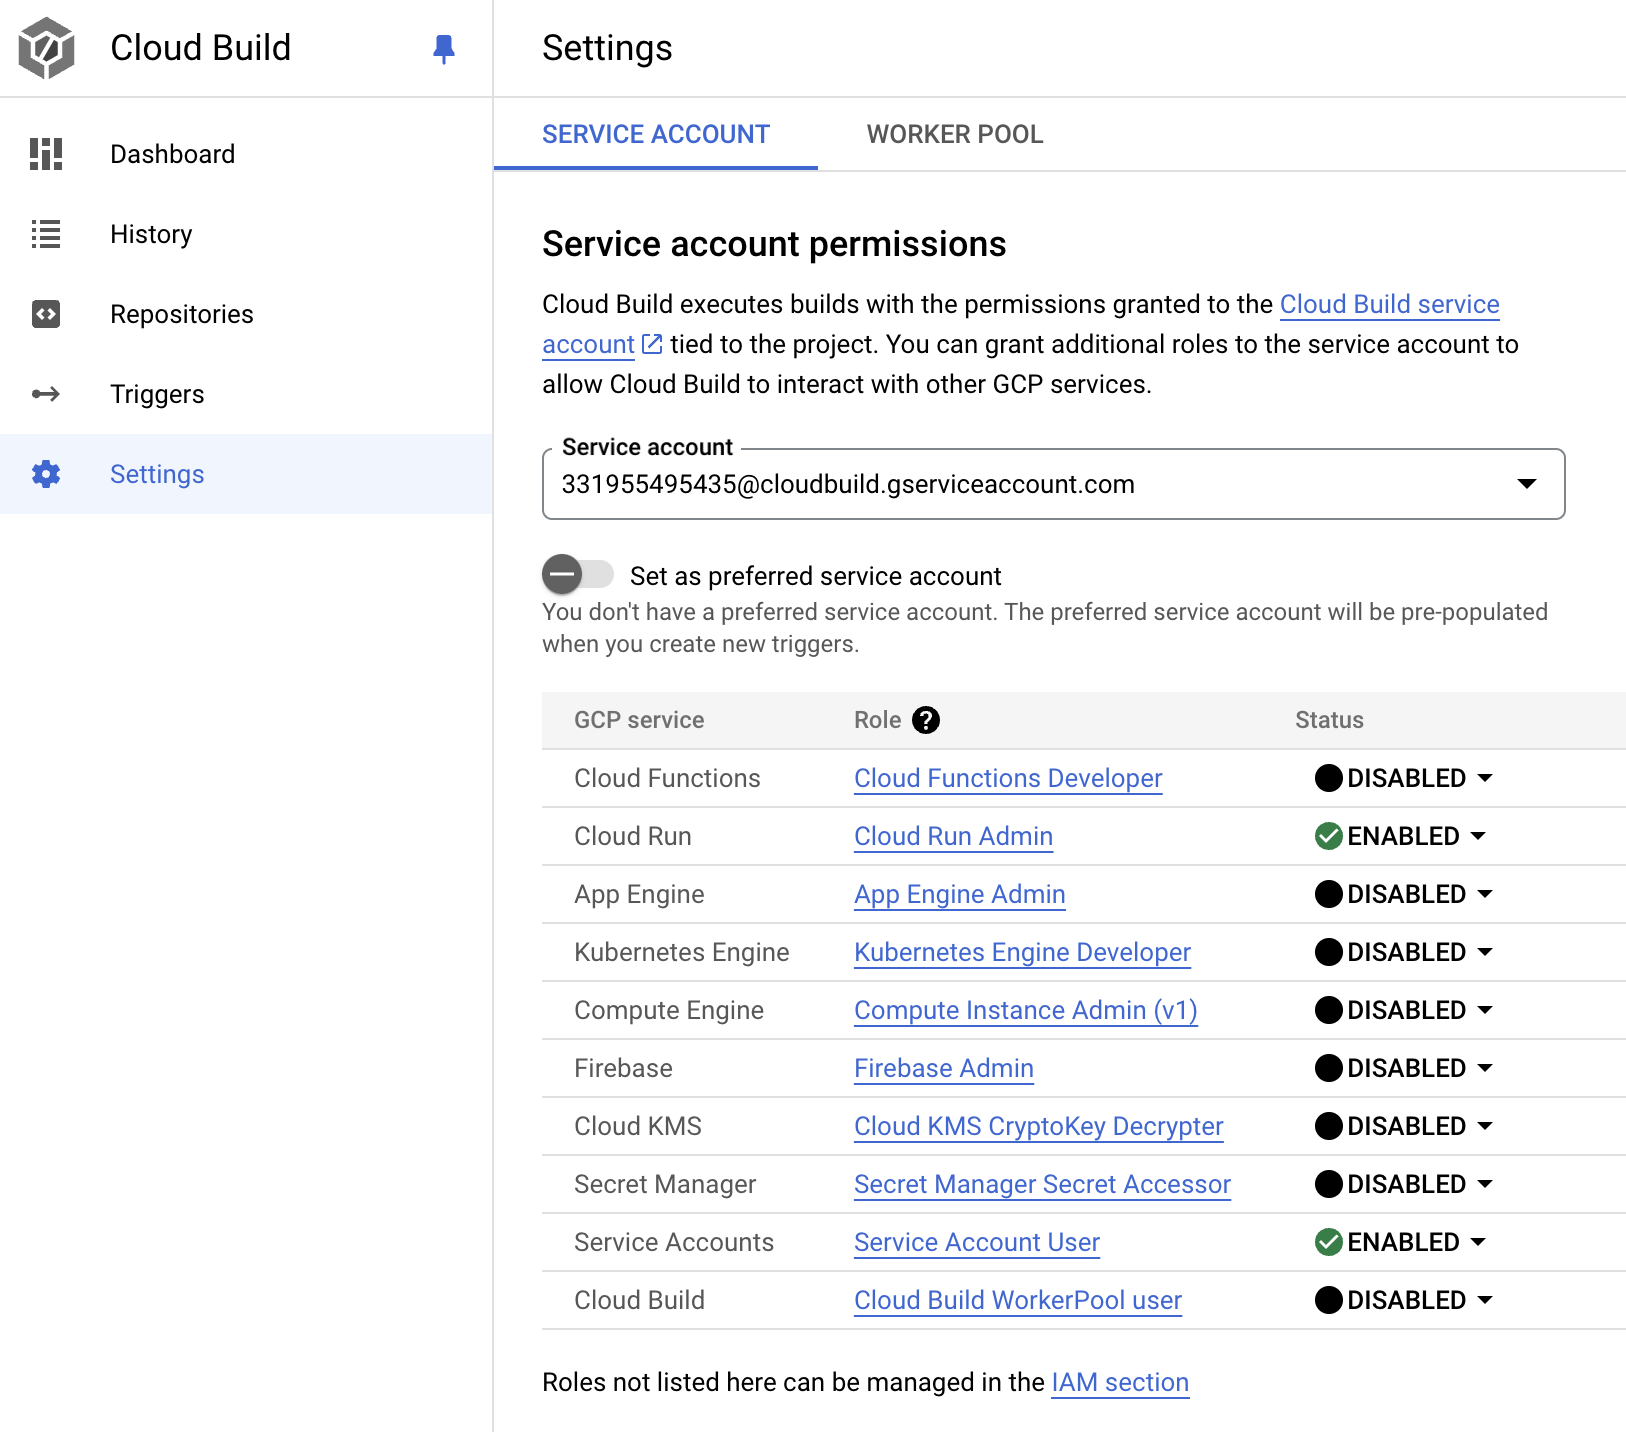 Cloud Build
Dashboard
History
Repositories
Triggers
Settings
Settings
SERVICE ACCOUNT WORKER POOL
Service account permissions
Cloud Build executes builds with the permissions granted to the Cloud Build service
account tied to the project. You can grant additional roles to the service account to
allow Cloud Build to interact with other GCP services.
Service account
331955495435@cloudbuild.gserviceaccount.com
Set as preferred service account
You don't have a preferred service account. The preferred service account will be pre-populated
when you create new triggers.
GCP service Role ? Status
Cloud Functions Cloud Functions Developer DISABLED
Cloud Run Cloud Run Admin ENABLED
App Engine App Engine Admin DISABLED
Kubernetes Engine Kubernetes Engine Developer DISABLED
Compute Engine Compute Instance Admin (v1) DISABLED
Firebase Firebase Admin DISABLED
Cloud KMS Cloud KMS CryptoKey Decrypter DISABLED
Secret Manager Secret Manager Secret Accessor DISABLED
Service Accounts Service Account User ENABLED
Cloud Build Cloud Build WorkerPool user DISABLED
Roles not listed here can be managed in the IAM section